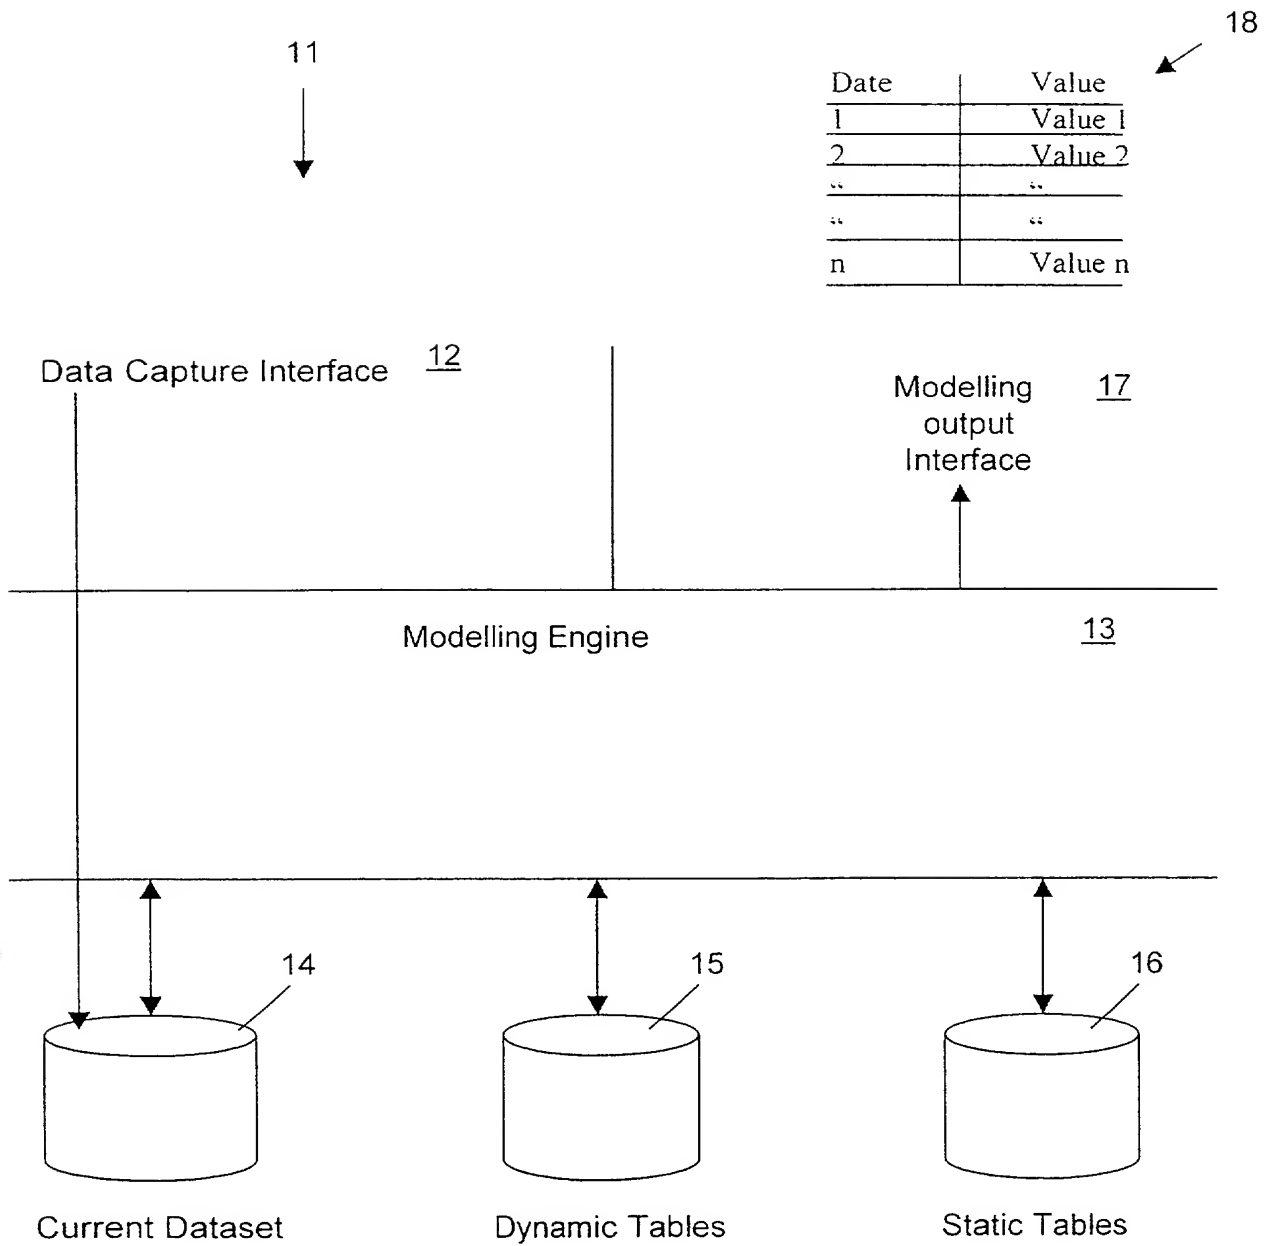 11
18
Date Value
1 Value 1
2 Value 2
“ “
“ “
n Value n
Data Capture Interface 12
Modelling 17
output
Interface
Modelling Engine 13
14 15 16
Current Dataset Dynamic Tables Static Tables